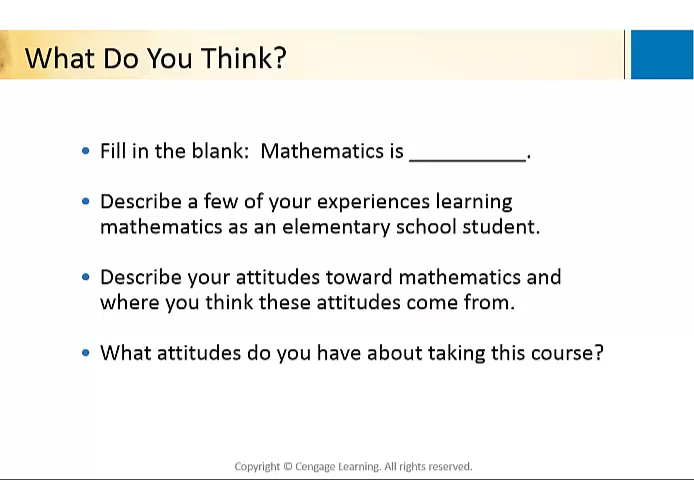 What Do You Think?
• Fill in the blank:  Mathematics is __________.
• Describe a few of your experiences learning
mathematics as an elementary school student.
• Describe your attitudes toward mathematics and
where you think these attitudes come from.
• What attitudes do you have about taking this course?
Copyright © Cengage Learning. All rights reserved.